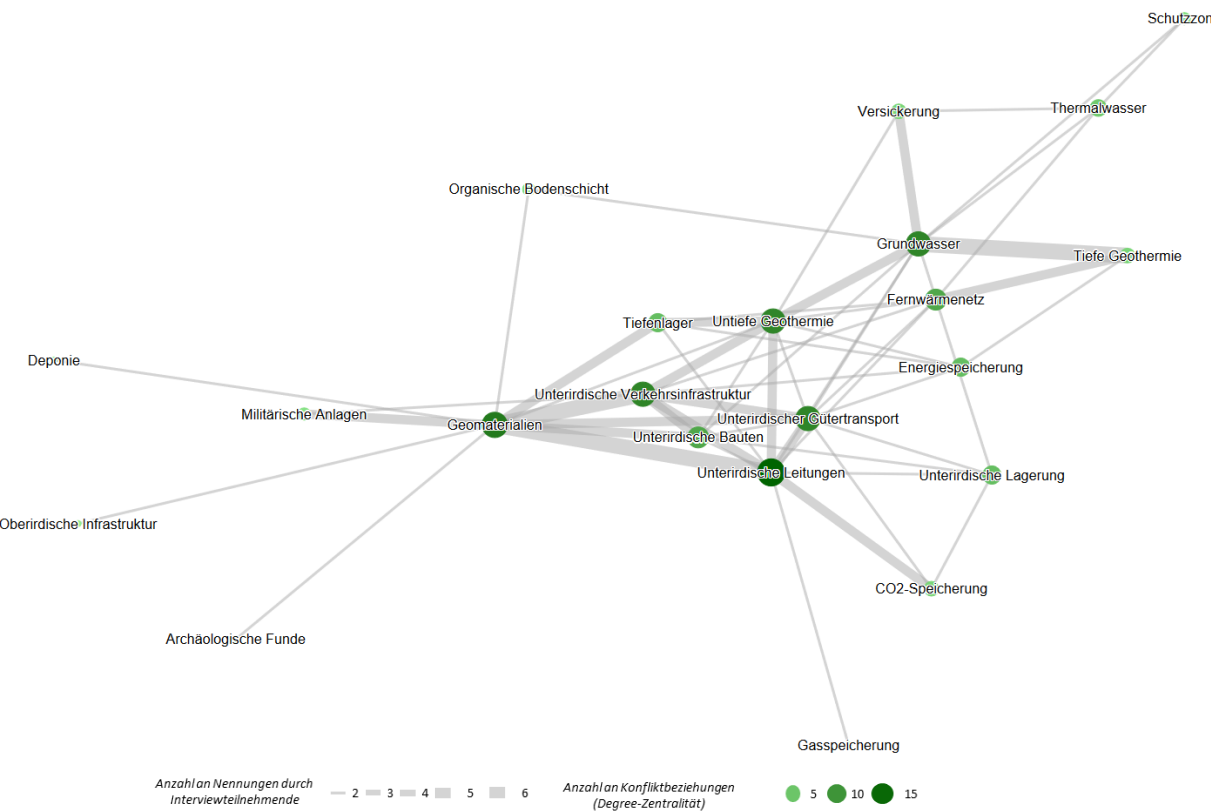 Schutzzon
Versickerung
Thermalwasser
Organische Bodenschicht
Grundwasser
Tiefe Geothermie
Fernwärmenetz
Tiefenlager
Untiefe Geothermie
Deponie
Energiespeicherung
Unterirdische Verkehrsinfrastruktur
Militärische Anlagen
Geomaterialien
Unterirdischer Gütertransport
Unterirdische Bauten
Unterirdische Leitungen
Unterirdische Lagerung
Oberirdische Infrastruktur
CO2-Speicherung
Archäologische Funde
Gasspeicherung
Anzahl an Nennungen durch
Interviewteilnehmende
2 3 4 5 6
Anzahl an Konfliktbeziehungen
(Degree-Zentralität)
5 10 15